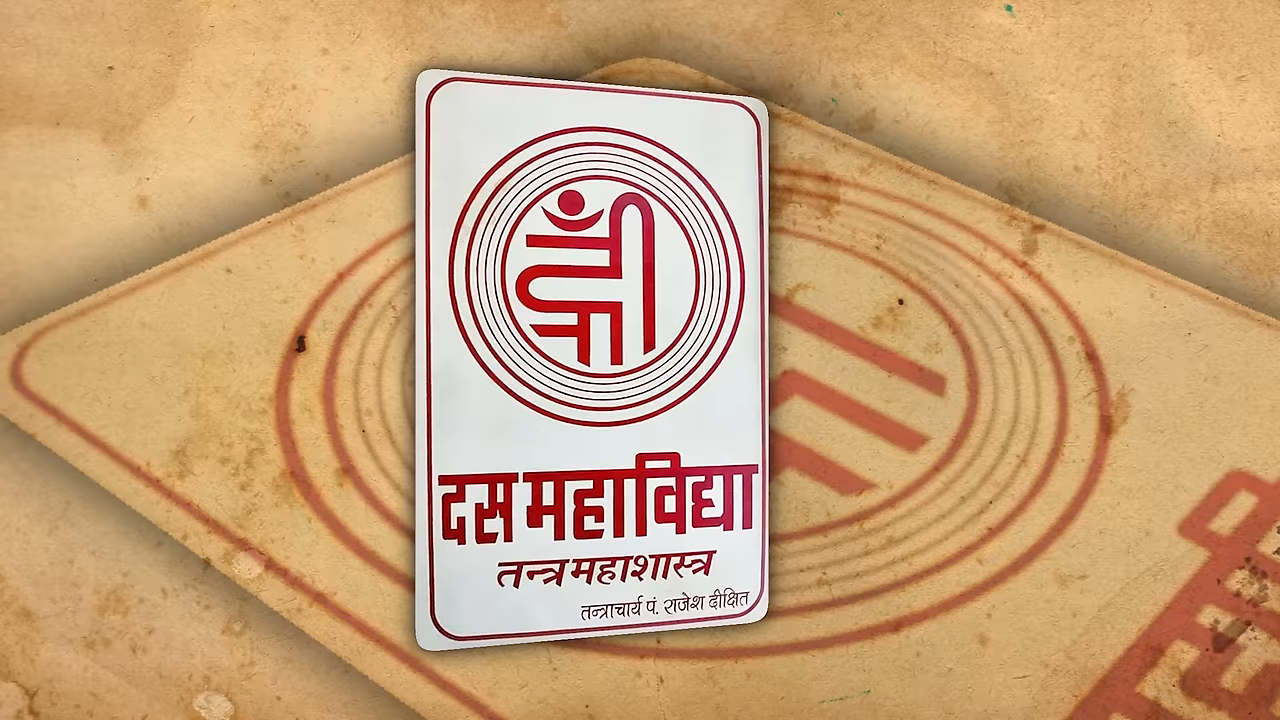 दस महाविद्या
तन्त्र महाशास्त्र
तन्त्राचार्य पं. राजेश दीक्षित